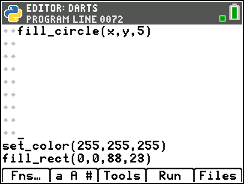 EDITOR: DARTS
PROGRAM LINE 0072
fill_circle(x,y,5)
set_color(255,255,255)
fill_rect(0,0,88,23)
Fns… a A # Tools Run Files